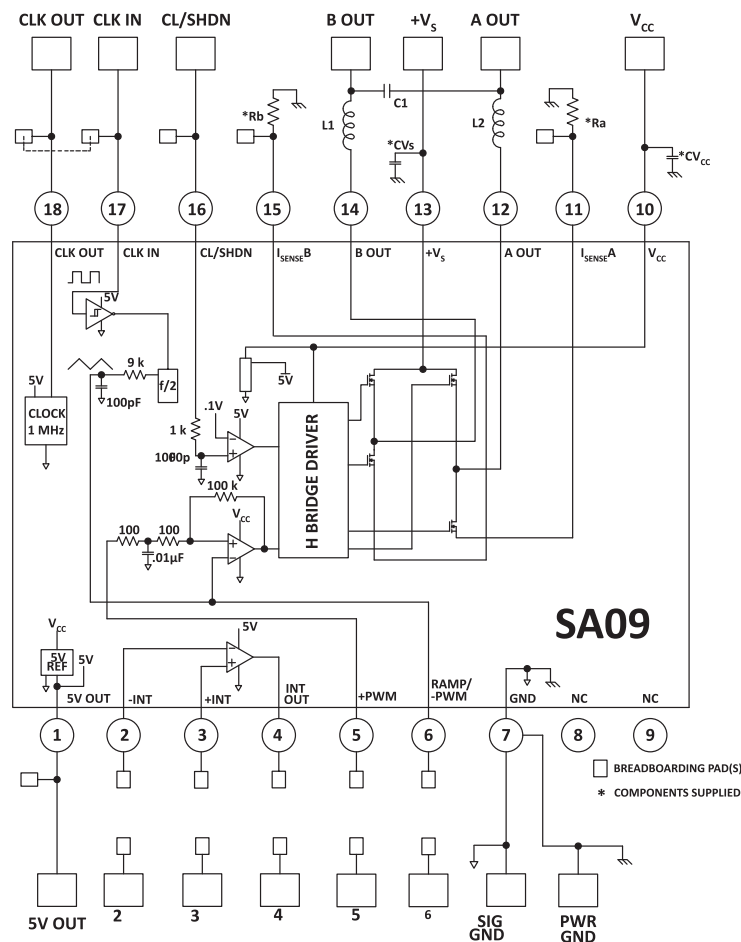 CLK OUT CLK IN CL/SHDN B OUT +VS A OUT VCC
*Rb
C1
L1
L2
*Ra
*CVs
*CVCC
18 17 16 15 14 13 12 11 10
CLK OUT CLK IN CL/SHDN ISENSEB B OUT +VS A OUT ISENSEA VCC
5V
9 k
f/2
5V
100pF
5V
CLOCK
1 MHz
.1V
5V
1 k
100 k
H BRIDGE DRIVER
VCC
100 100
.01µF
SA09
VCC
5V
REF
5V
5V
5V OUT -INT +INT INT
OUT +PWM RAMP/
-PWM GND NC NC
1 2 3 4 5 6 7 8 9
BREADBOARDING PAD(S)
* COMPONENTS SUPPLIED
5V OUT 2 3 4 5 6 SIG
GND PWR
GND